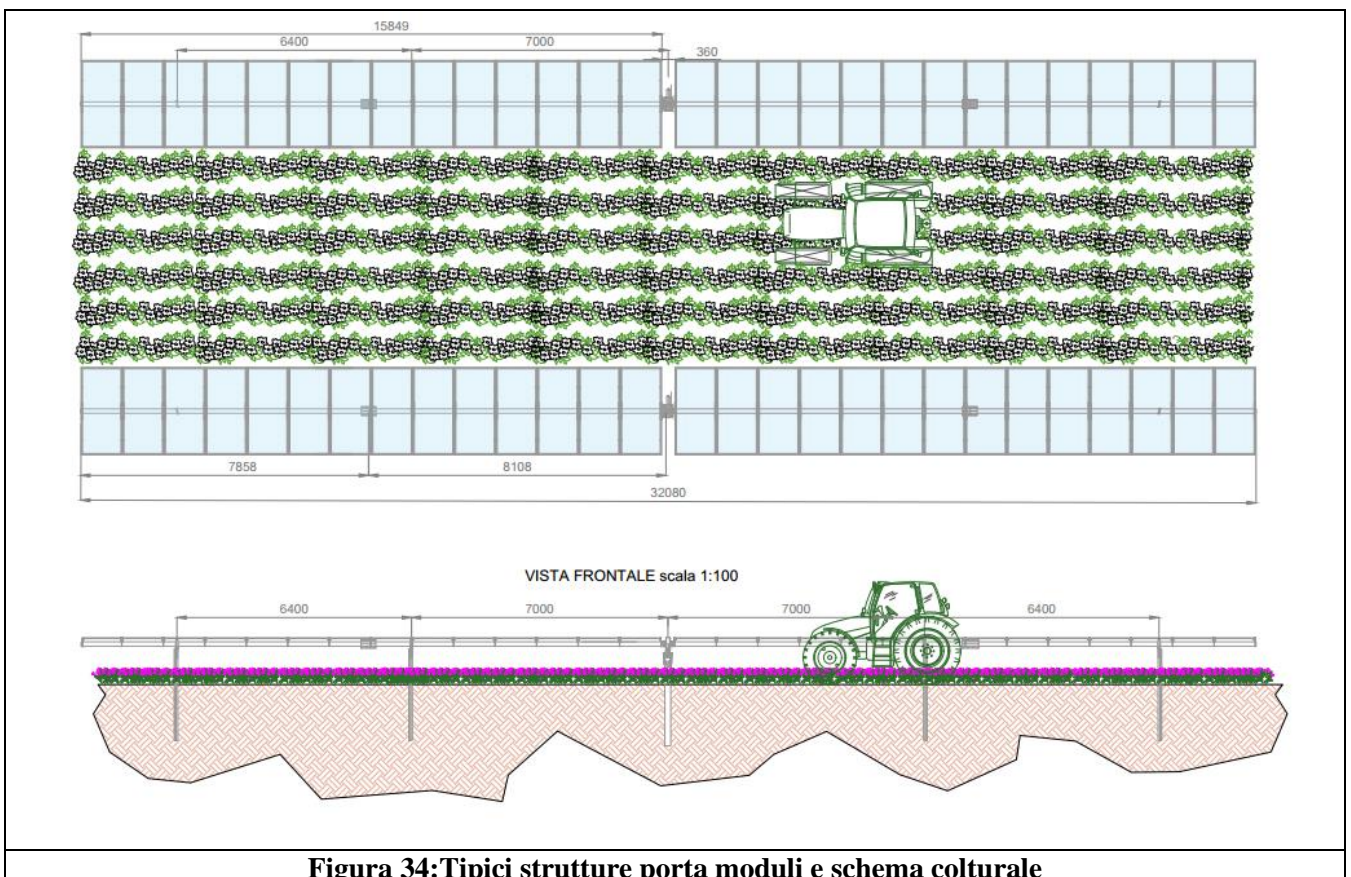 15849
6400 7000
360
7858 8108
32080
VISTA FRONTALE scala 1:100
6400 7000 7000 6400
Figura 34:Tipici strutture porta moduli e schema colturale